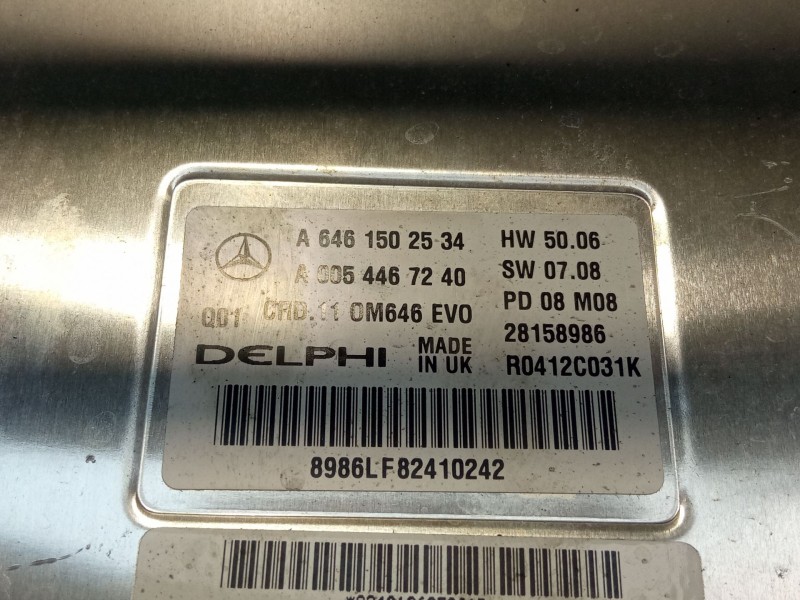 A 646 150 25 34 HW 50.06
A 005 446 72 40 SW 07.08
QD1 CRD.11 OM646 EVO PD 08 M08
DELPHI MADE IN UK 28158986
R0412C031K
8986LF82410242